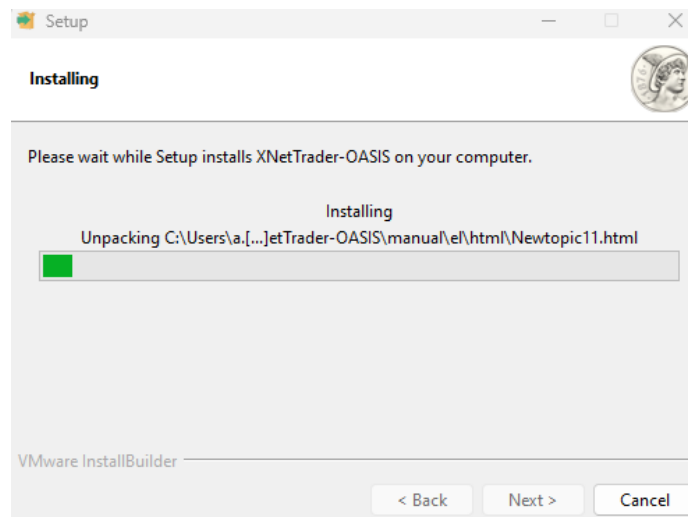 Setup
Installing
Please wait while Setup installs XNetTrader-OASIS on your computer.
Installing
Unpacking C:\Users\a.[...]etTrader-OASIS\manual\el\html\Newtopic11.html
VMware InstallBuilder
< Back
Next >
Cancel